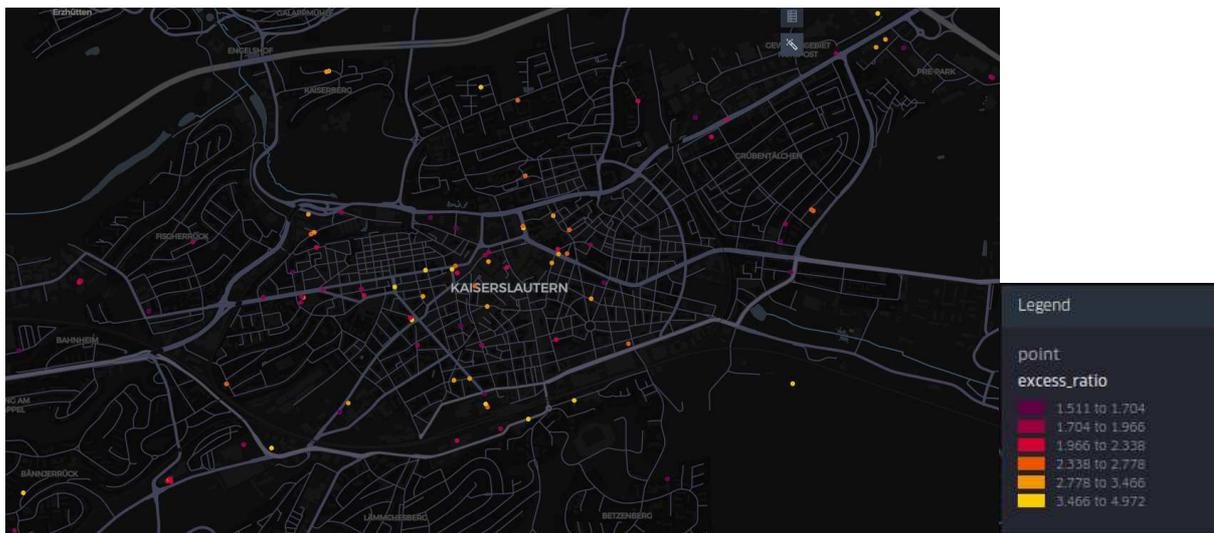 Erzhütten
GALAPPMÜHLE
ENGELSHOF
KAISERBERG
PRE-PARK
GRÜBENTÄLCHEN
FISCHERRÜCK
KAISERSLAUTERN
BAHNHEIM
BÄNNJERRÜCK
LÄMMCHESBERG
BETZENBERG
Legend
point
excess_ratio
1.511 to 1.704
1.704 to 1.966
1.966 to 2.338
2.338 to 2.778
2.778 to 3.466
3.466 to 4.972